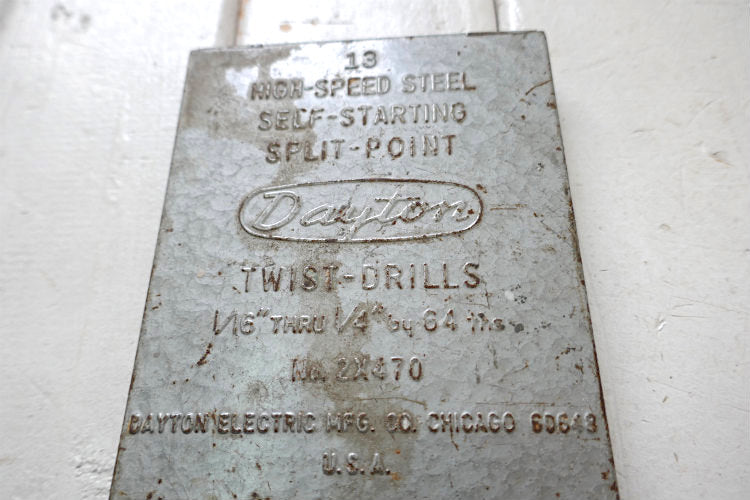 13
HIGH-SPEED STEEL
SELF-STARTING
SPLIT-POINT
Dayton
TWIST-DRILLS
1/16" THRU 1/4" By 64 ths
No. 2X470
DAYTON ELECTRIC MFG. CO. CHICAGO 60648
U.S.A.